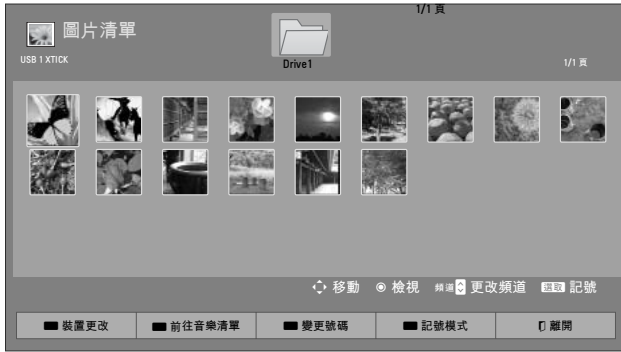 1/1 頁
圖片清單
USB 1 XTICK
Drive1
1/1 頁
移動 檢視 頻道 更改頻道 選取 記號
裝置更改 前往音樂清單 變更號碼 記號模式 離開